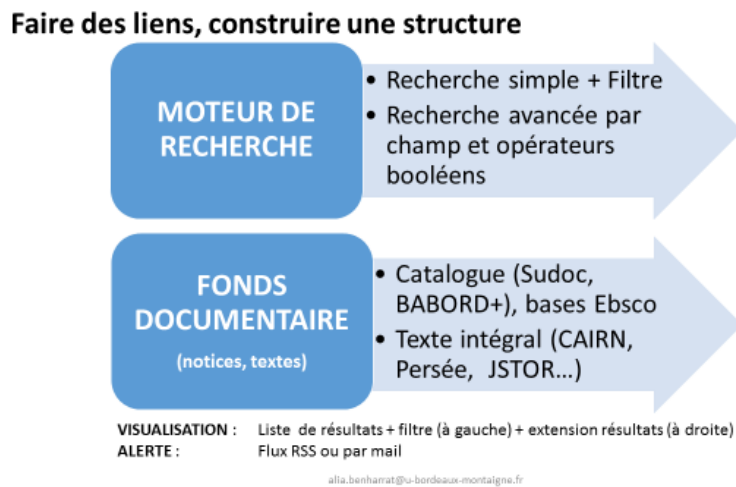 Faire des liens, construire une structure
MOTEUR DE
RECHERCHE
• Recherche simple + Filtre
• Recherche avancée par
champ et opérateurs
booléens
FONDS
DOCUMENTAIRE
(notices, textes)
• Catalogue (Sudoc,
BABORD+), bases Ebsco
• Texte intégral (CAIRN,
Persée, JSTOR...)
VISUALISATION : Liste de résultats + filtre (à gauche) + extension résultats (à droite)
ALERTE : Flux RSS ou par mail
alla.benharrat@u-bordeaux-montaigne.fr